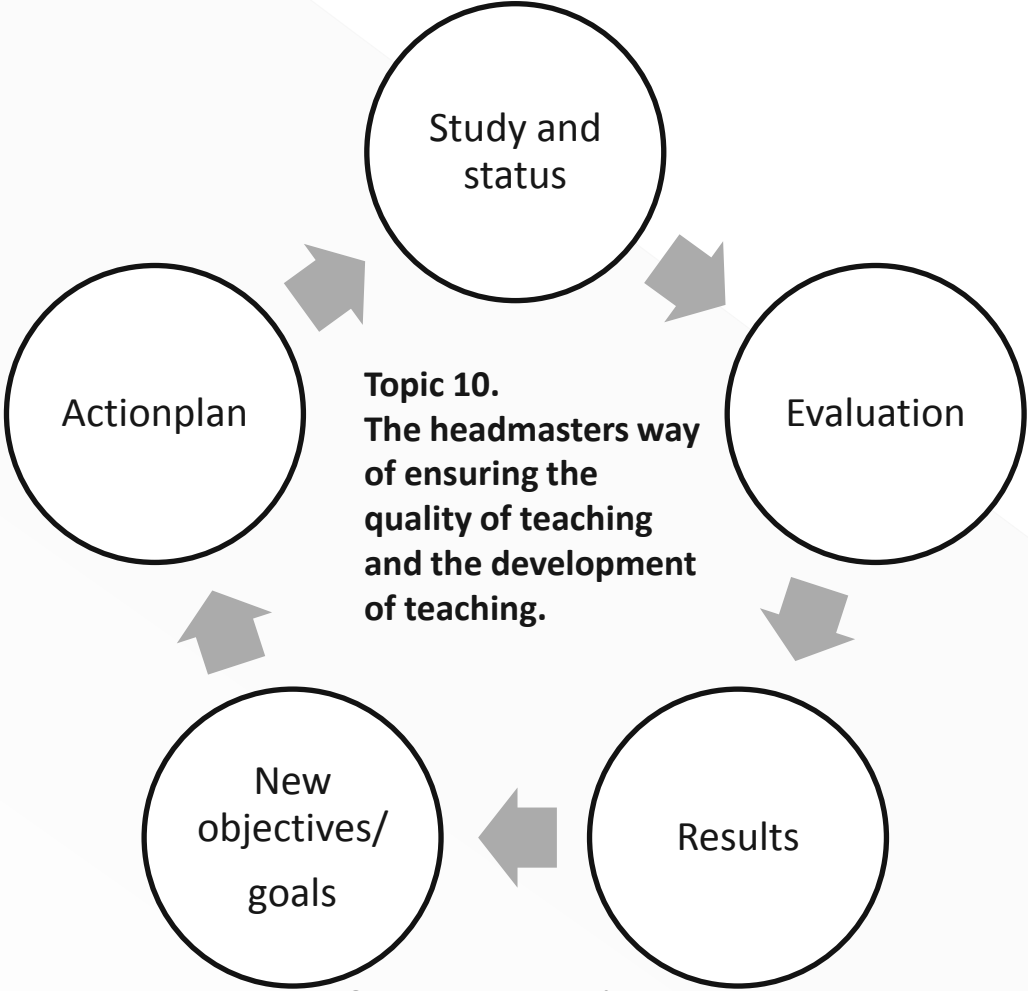 Study and
status
Evaluation
Results
New
objectives/
goals
Actionplan
Topic 10.
The headmasters way
of ensuring the
quality of teaching
and the development
of teaching.